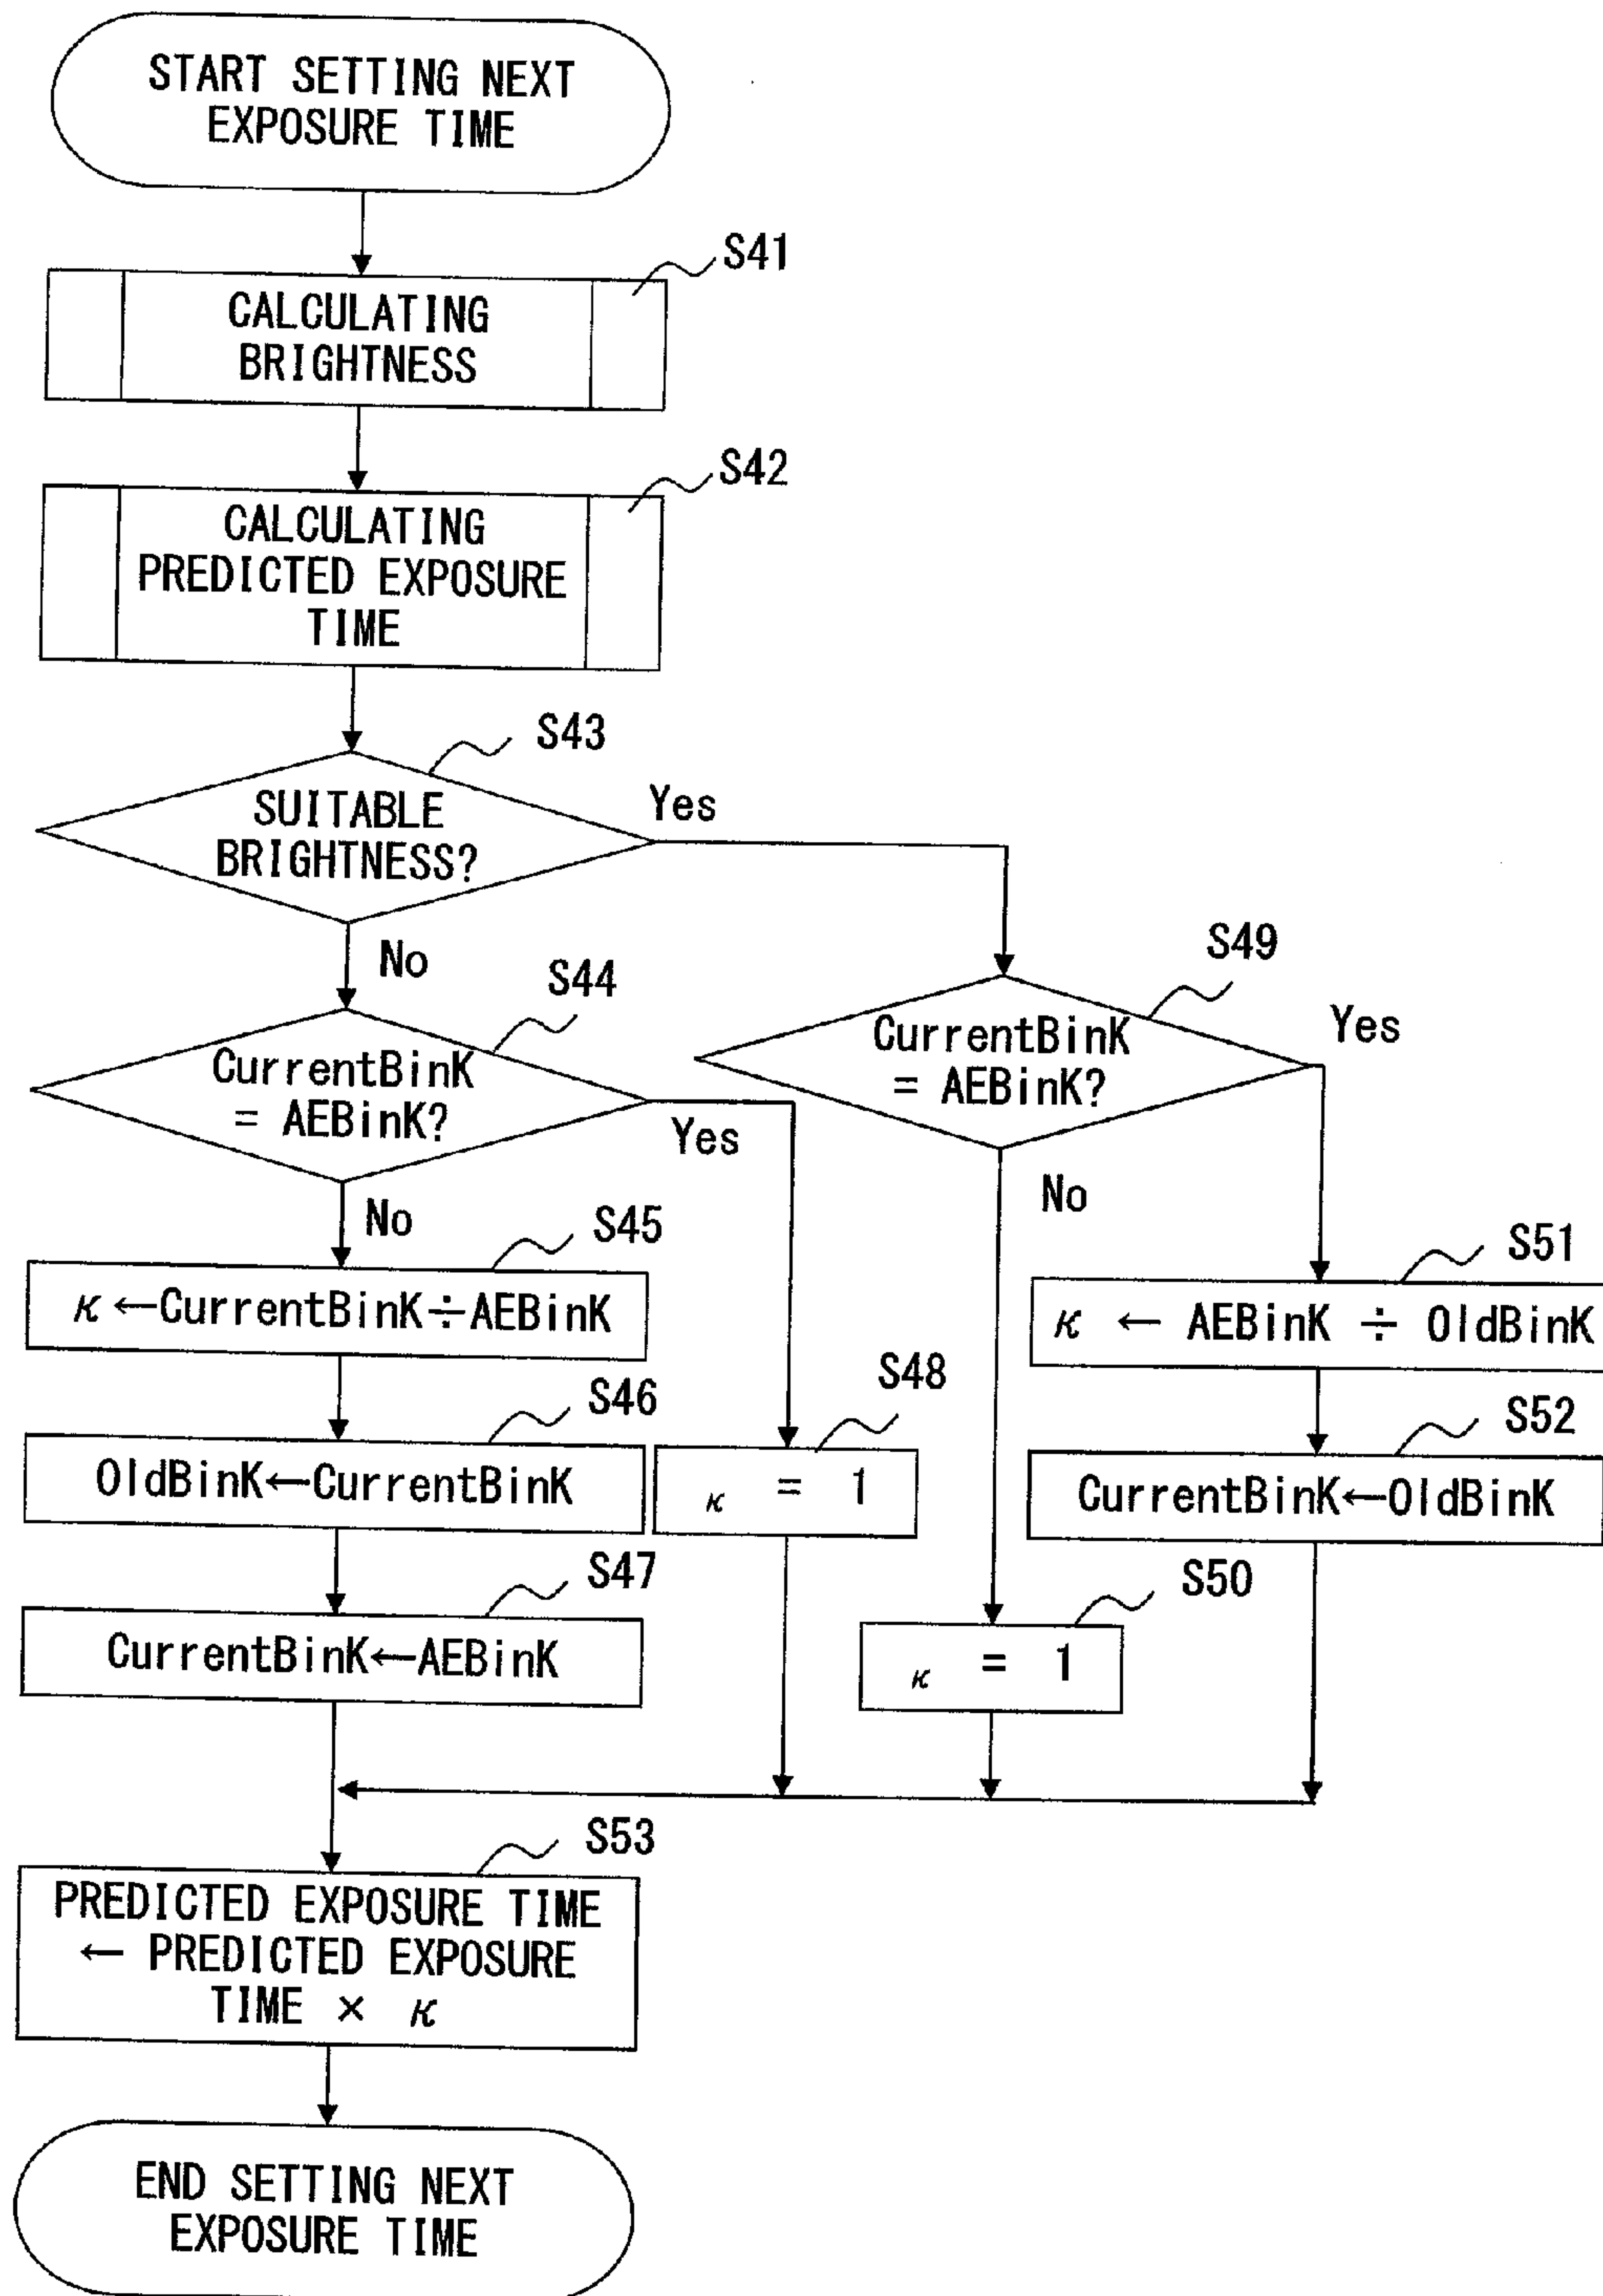 START SETTING NEXT
EXPOSURE TIME
S41
CALCULATING
BRIGHTNESS
S42
CALCULATING
PREDICTED EXPOSURE
TIME
S43
SUITABLE
BRIGHTNESS?
Yes
No
S44
CurrentBinK
= AEBinK?
Yes
No
S49
CurrentBinK
= AEBinK?
Yes
No
S45
κ←CurrentBinK÷AEBinK
S46
OldBinK←CurrentBinK
S47
CurrentBinK←AEBinK
S48
κ = 1
S50
κ = 1
S51
κ ← AEBinK ÷ OldBinK
S52
CurrentBinK←OldBinK
S53
PREDICTED EXPOSURE TIME
← PREDICTED EXPOSURE
TIME × κ
END SETTING NEXT
EXPOSURE TIME